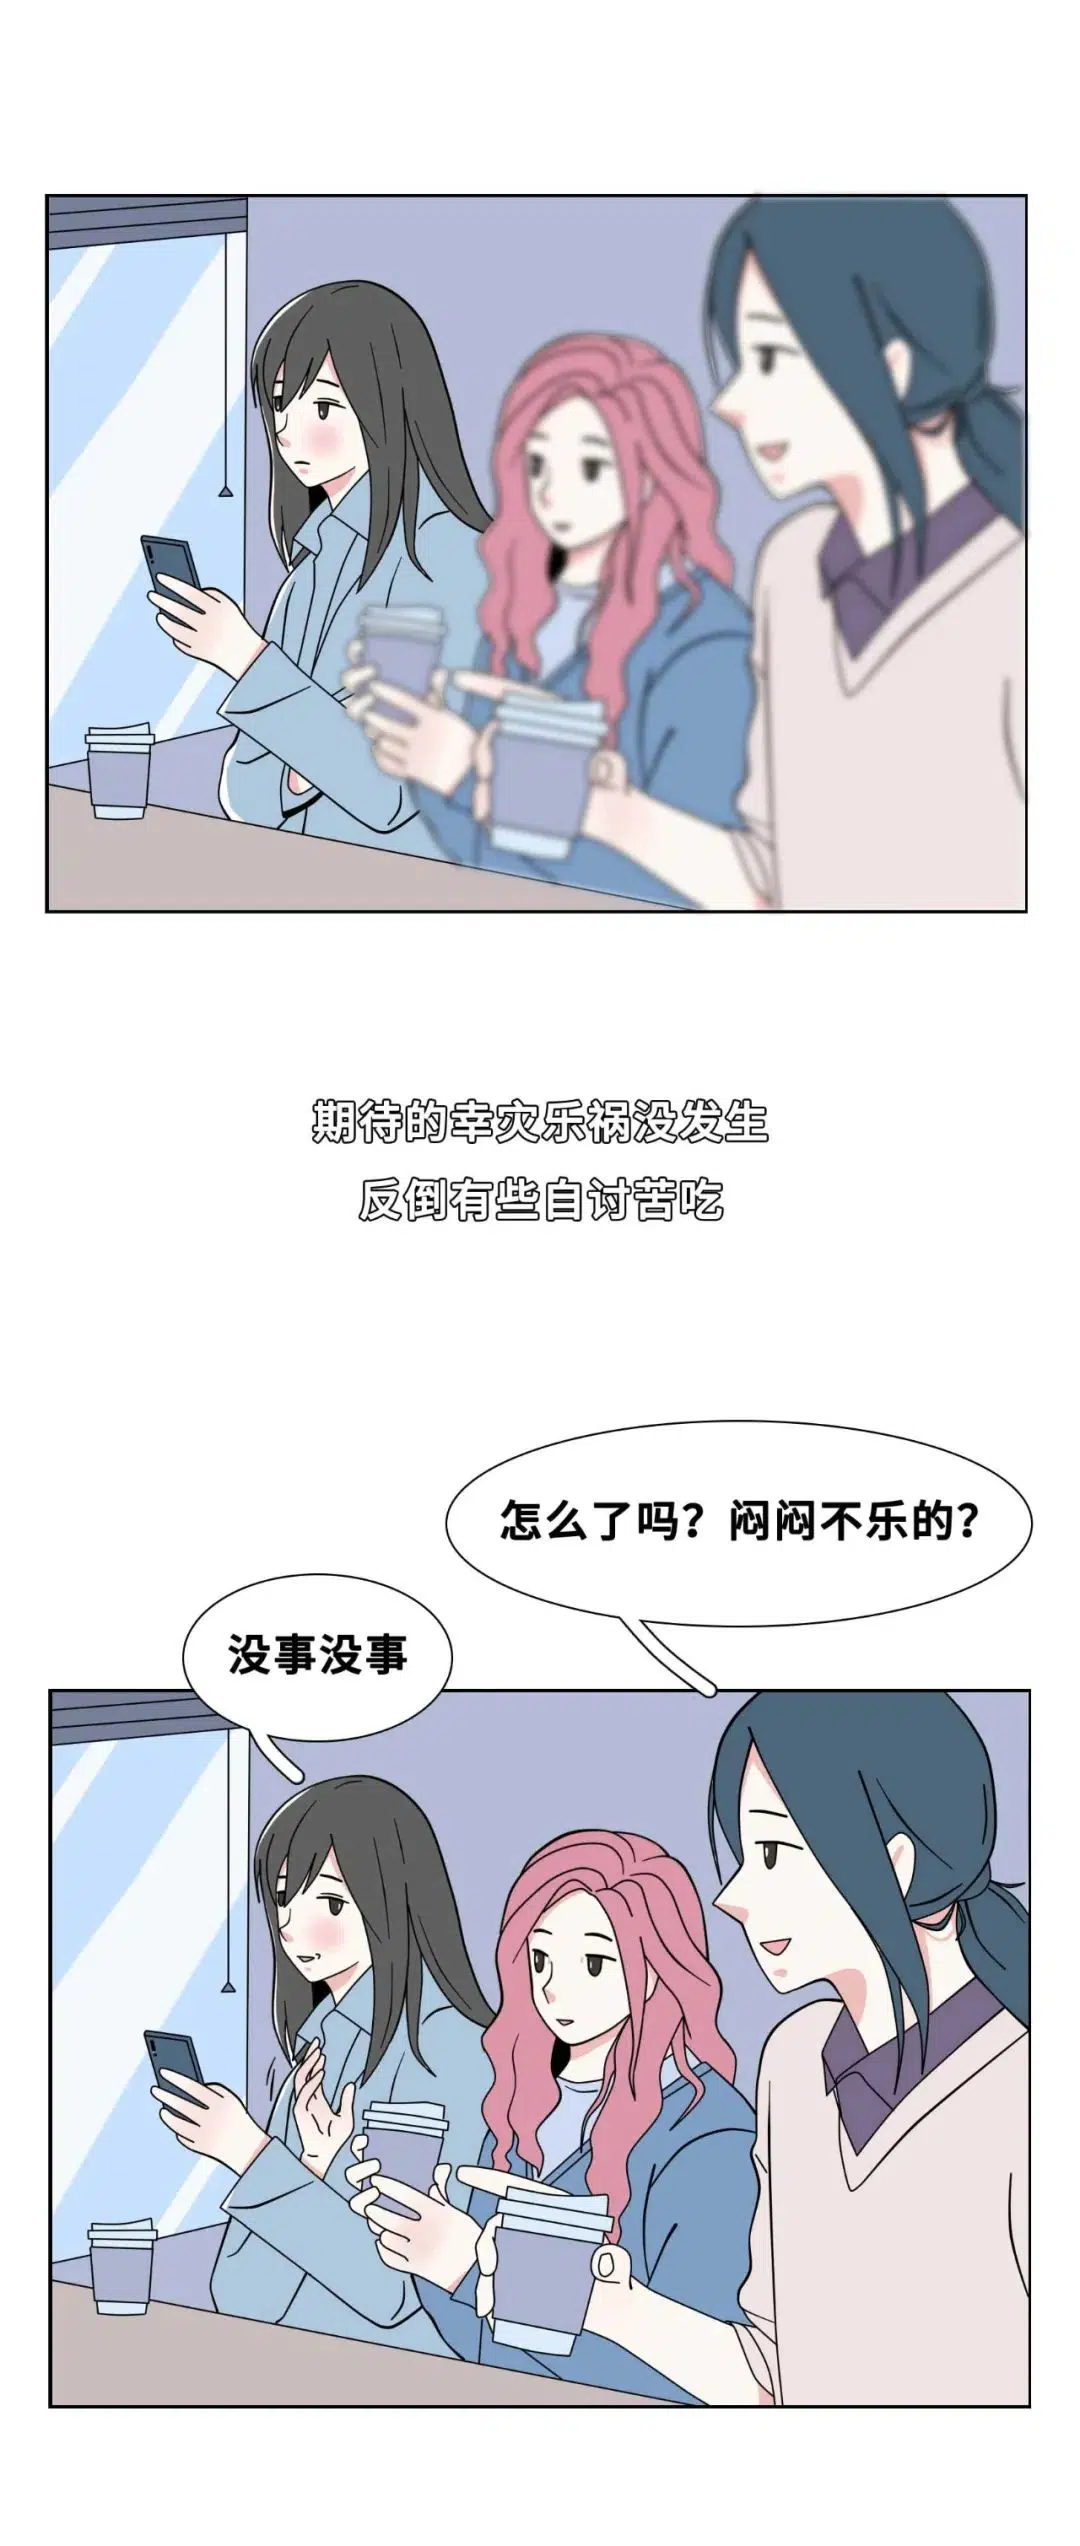 期待的幸灾乐祸没发生
反倒有些自讨苦吃
怎么了吗？闷闷不乐的？
没事没事